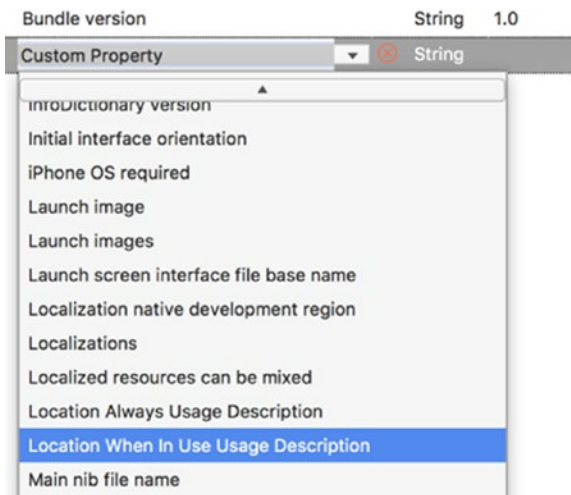 Bundle version String 1.0
Custom Property String
InfoDictionary version
Initial interface orientation
iPhone OS required
Launch image
Launch images
Launch screen interface file base name
Localization native development region
Localizations
Localized resources can be mixed
Location Always Usage Description
Location When In Use Usage Description
Main nib file name